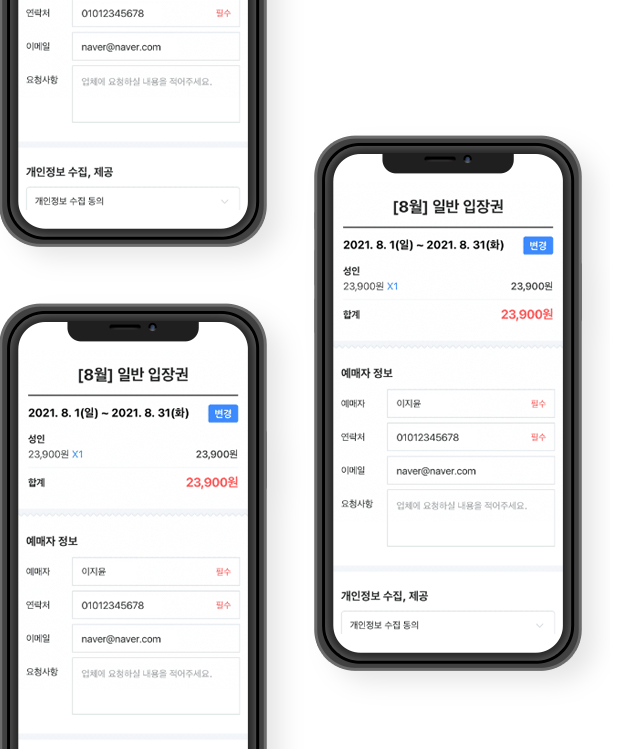 연락처 01012345678 필수
이메일 naver@naver.com
요청사항 업체에 요청하실 내용을 적어주세요.
개인정보 수집, 제공
개인정보 수집 동의
[8월] 일반 입장권
2021. 8. 1(일) ~ 2021. 8. 31(화) 변경
성인
23,900원 X1 23,900원
합계 23,900원
예매자 정보
예매자 이지윤 필수
연락처 01012345678 필수
이메일 naver@naver.com
요청사항 업체에 요청하실 내용을 적어주세요.
[8월] 일반 입장권
2021. 8. 1(일) ~ 2021. 8. 31(화) 변경
성인
23,900원 X1 23,900원
합계 23,900원
예매자 정보
예매자 이지윤 필수
연락처 01012345678 필수
이메일 naver@naver.com
요청사항 업체에 요청하실 내용을 적어주세요.
개인정보 수집, 제공
개인정보 수집 동의